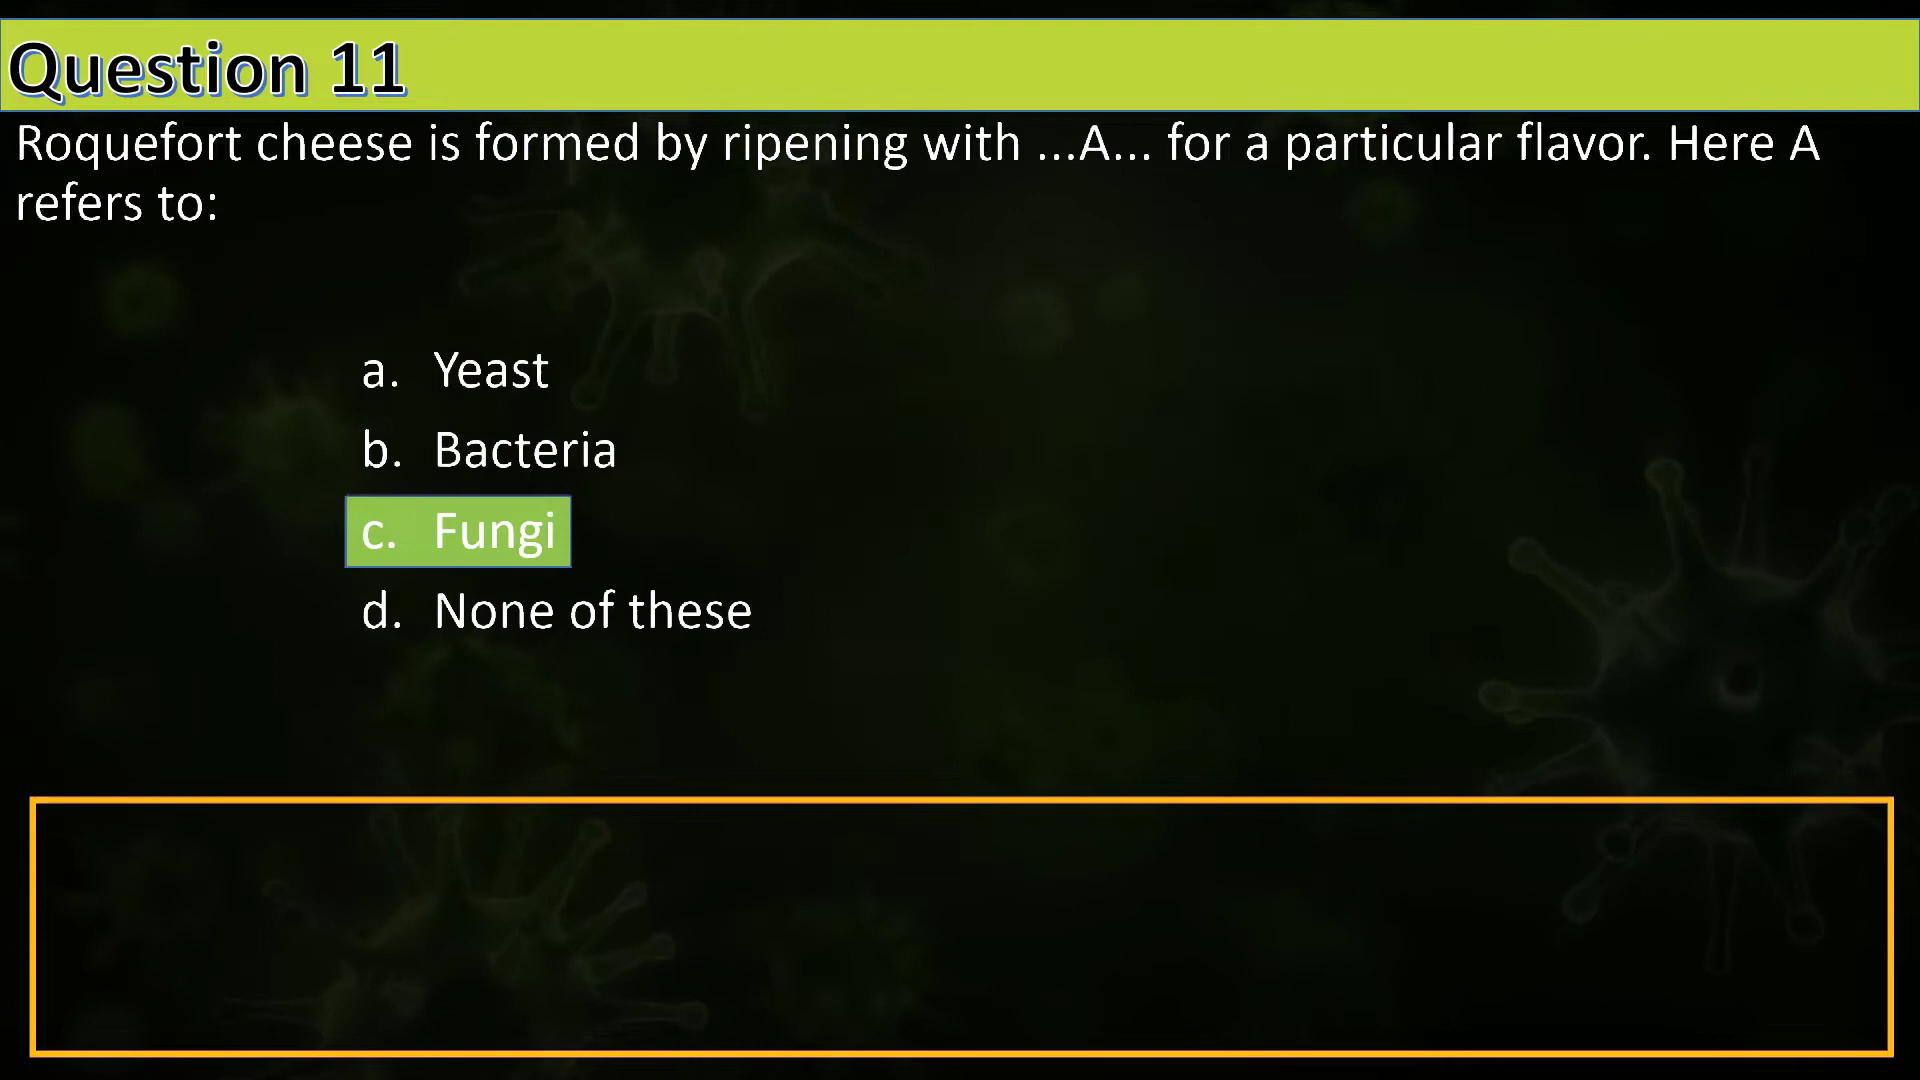 Question 11
Roquefort cheese is formed by ripening with ...A... for a particular flavor. Here A
refers to:
a. Yeast
b. Bacteria
c. Fungi
d. None of these